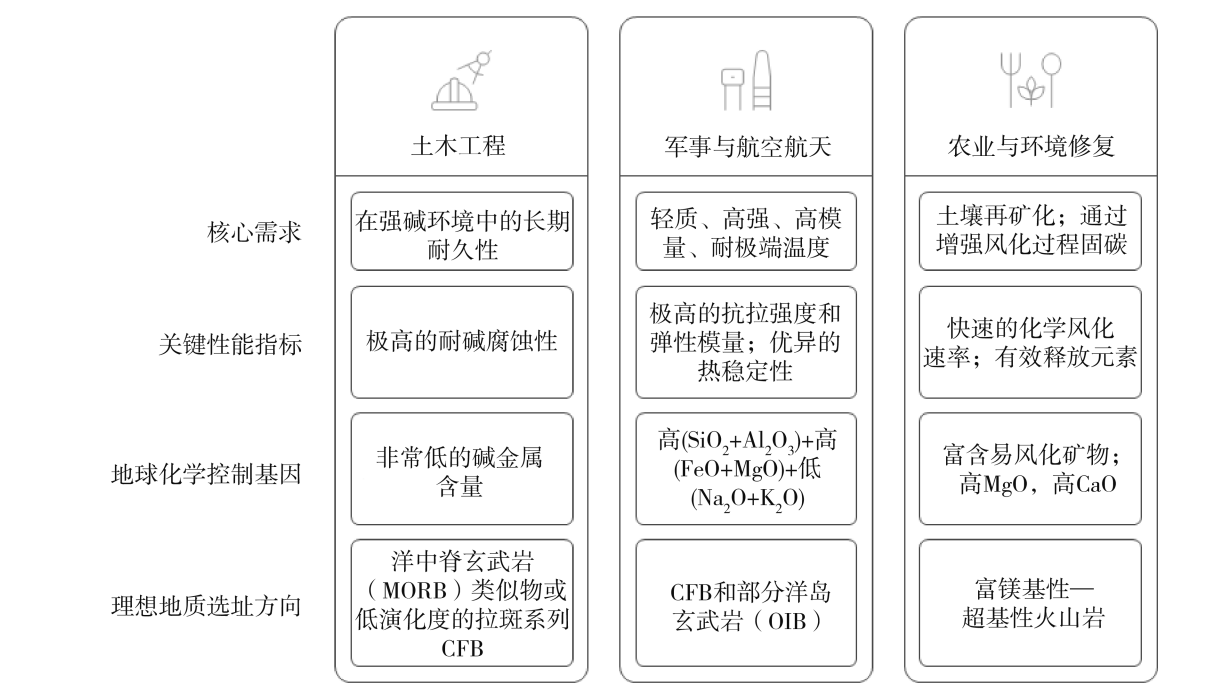 土木工程
军事与航空航天
农业与环境修复
核心需求
在强碱环境中的长期
耐久性
轻质、高强、高模
量、耐极端温度
土壤再矿化；通过
增强风化过程固碳
关键性能指标
极高的耐碱腐蚀性
极高的抗拉强度和
弹性模量；优异的
热稳定性
快速的化学风化
速率；有效释放元素
地球化学控制基因
非常低的碱金属
含量
高(SiO₂+Al₂O₃)+高
(FeO+MgO)+低
(Na₂O+K₂O)
富含易风化矿物；
高MgO，高CaO
理想地质选址方向
洋中脊玄武岩
（MORB）类似物或
低演化度的拉斑系列
CFB
CFB和部分洋岛
玄武岩（OIB）
富镁基性—
超基性火山岩